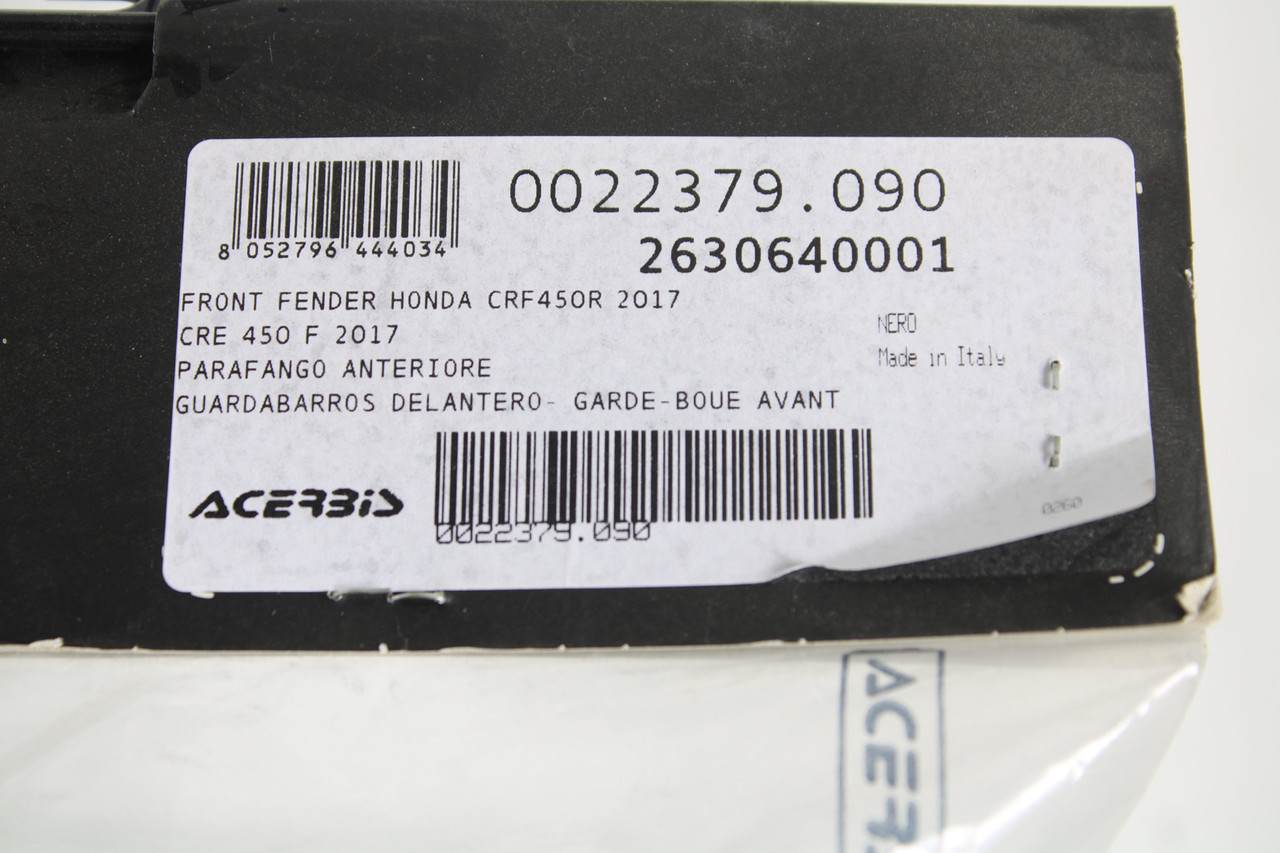 0022379.090
8 052796 444034
2630640001
FRONT FENDER HONDA CRF450R 2017
CRE 450 F 2017
NERO
PARAFANGO ANTERIORE
Made in Italy
GUARDABARROS DELANTERO- GARDE-BOUE AVANT
ACERBIS
0022379.090
0260
ACERB